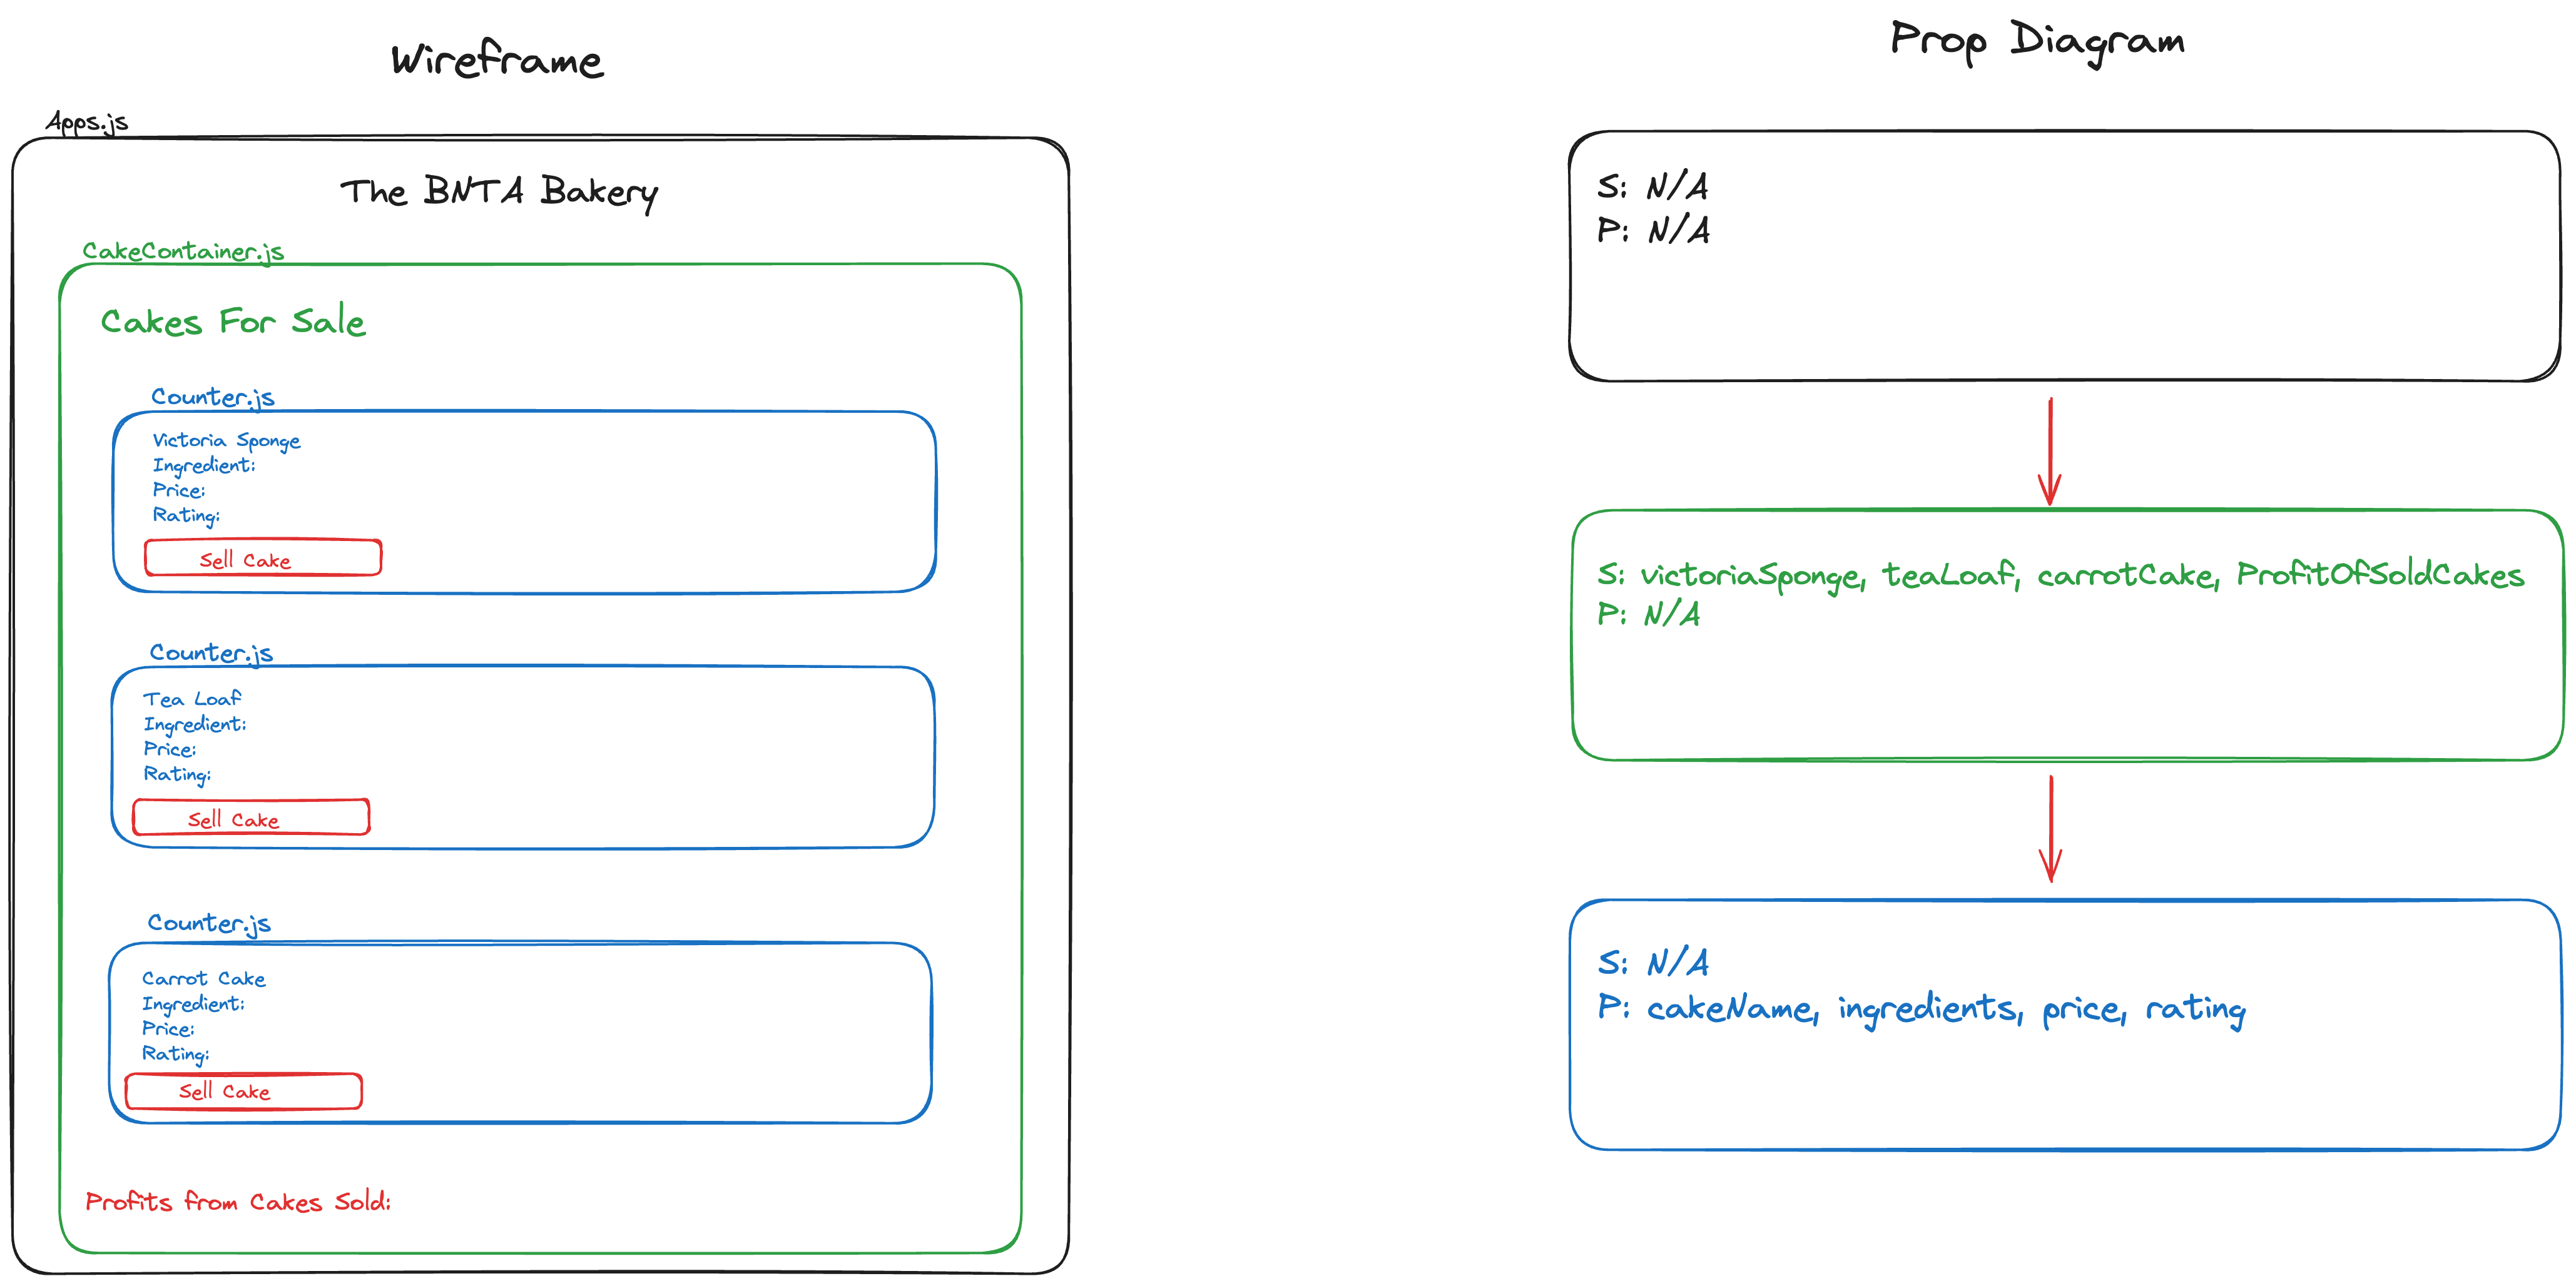 Wireframe
Apps.js
The BNTA Bakery
CakeContainer.js
Cakes For Sale
Counter.js
Victoria Sponge
Ingredient:
Price:
Rating:
Sell Cake
Counter.js
Tea Loaf
Ingredient:
Price:
Rating:
Sell Cake
Counter.js
Carrot Cake
Ingredient:
Price:
Rating:
Sell Cake
Profits from Cakes Sold:
Prop Diagram
S: N/A
P: N/A
S: victoriaSponge, teaLoaf, carrotCake, ProfitOfSoldCakes
P: N/A
S: N/A
P: cakeName, ingredients, price, rating